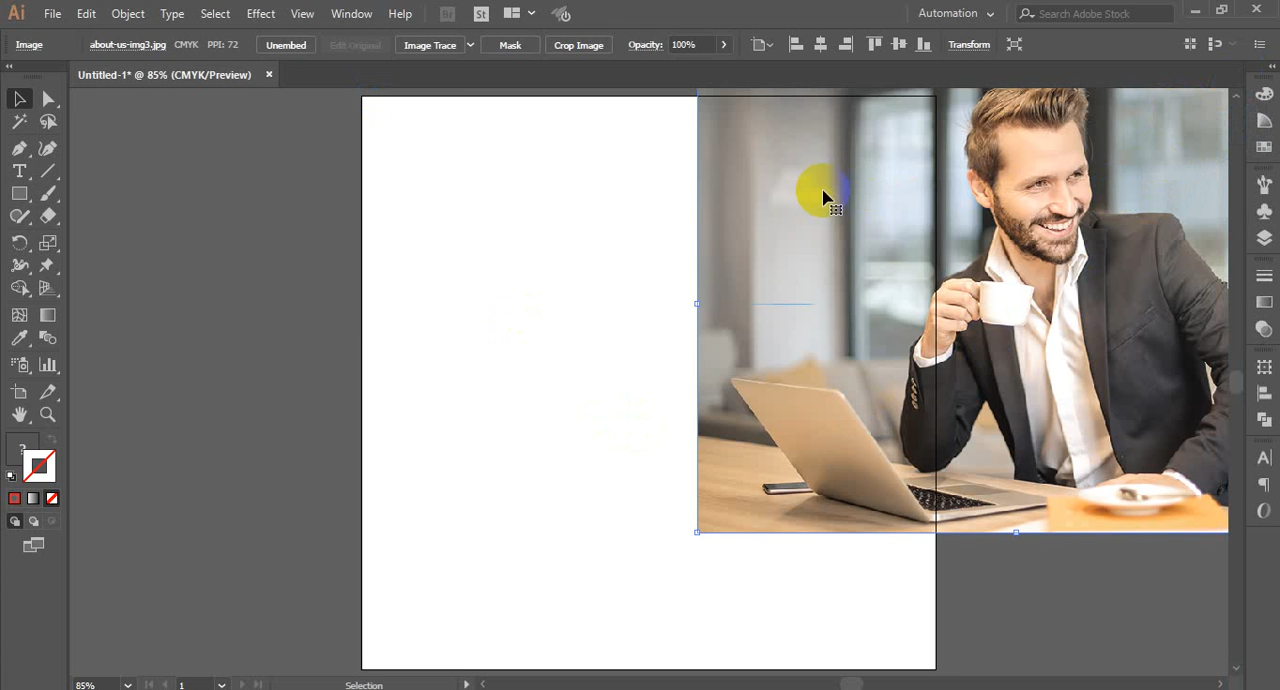 Ai File Edit Object Type Select Effect View Window Help Br St Automation Search Adobe Stock
Image about-us-img3.jpg CMYK PPI: 72 Unembed Edit Original Image Trace Mask Crop Image Opacity: 100% Transform
Untitled-1* @ 85% (CMYK/Preview)
?
85% 1 Selection